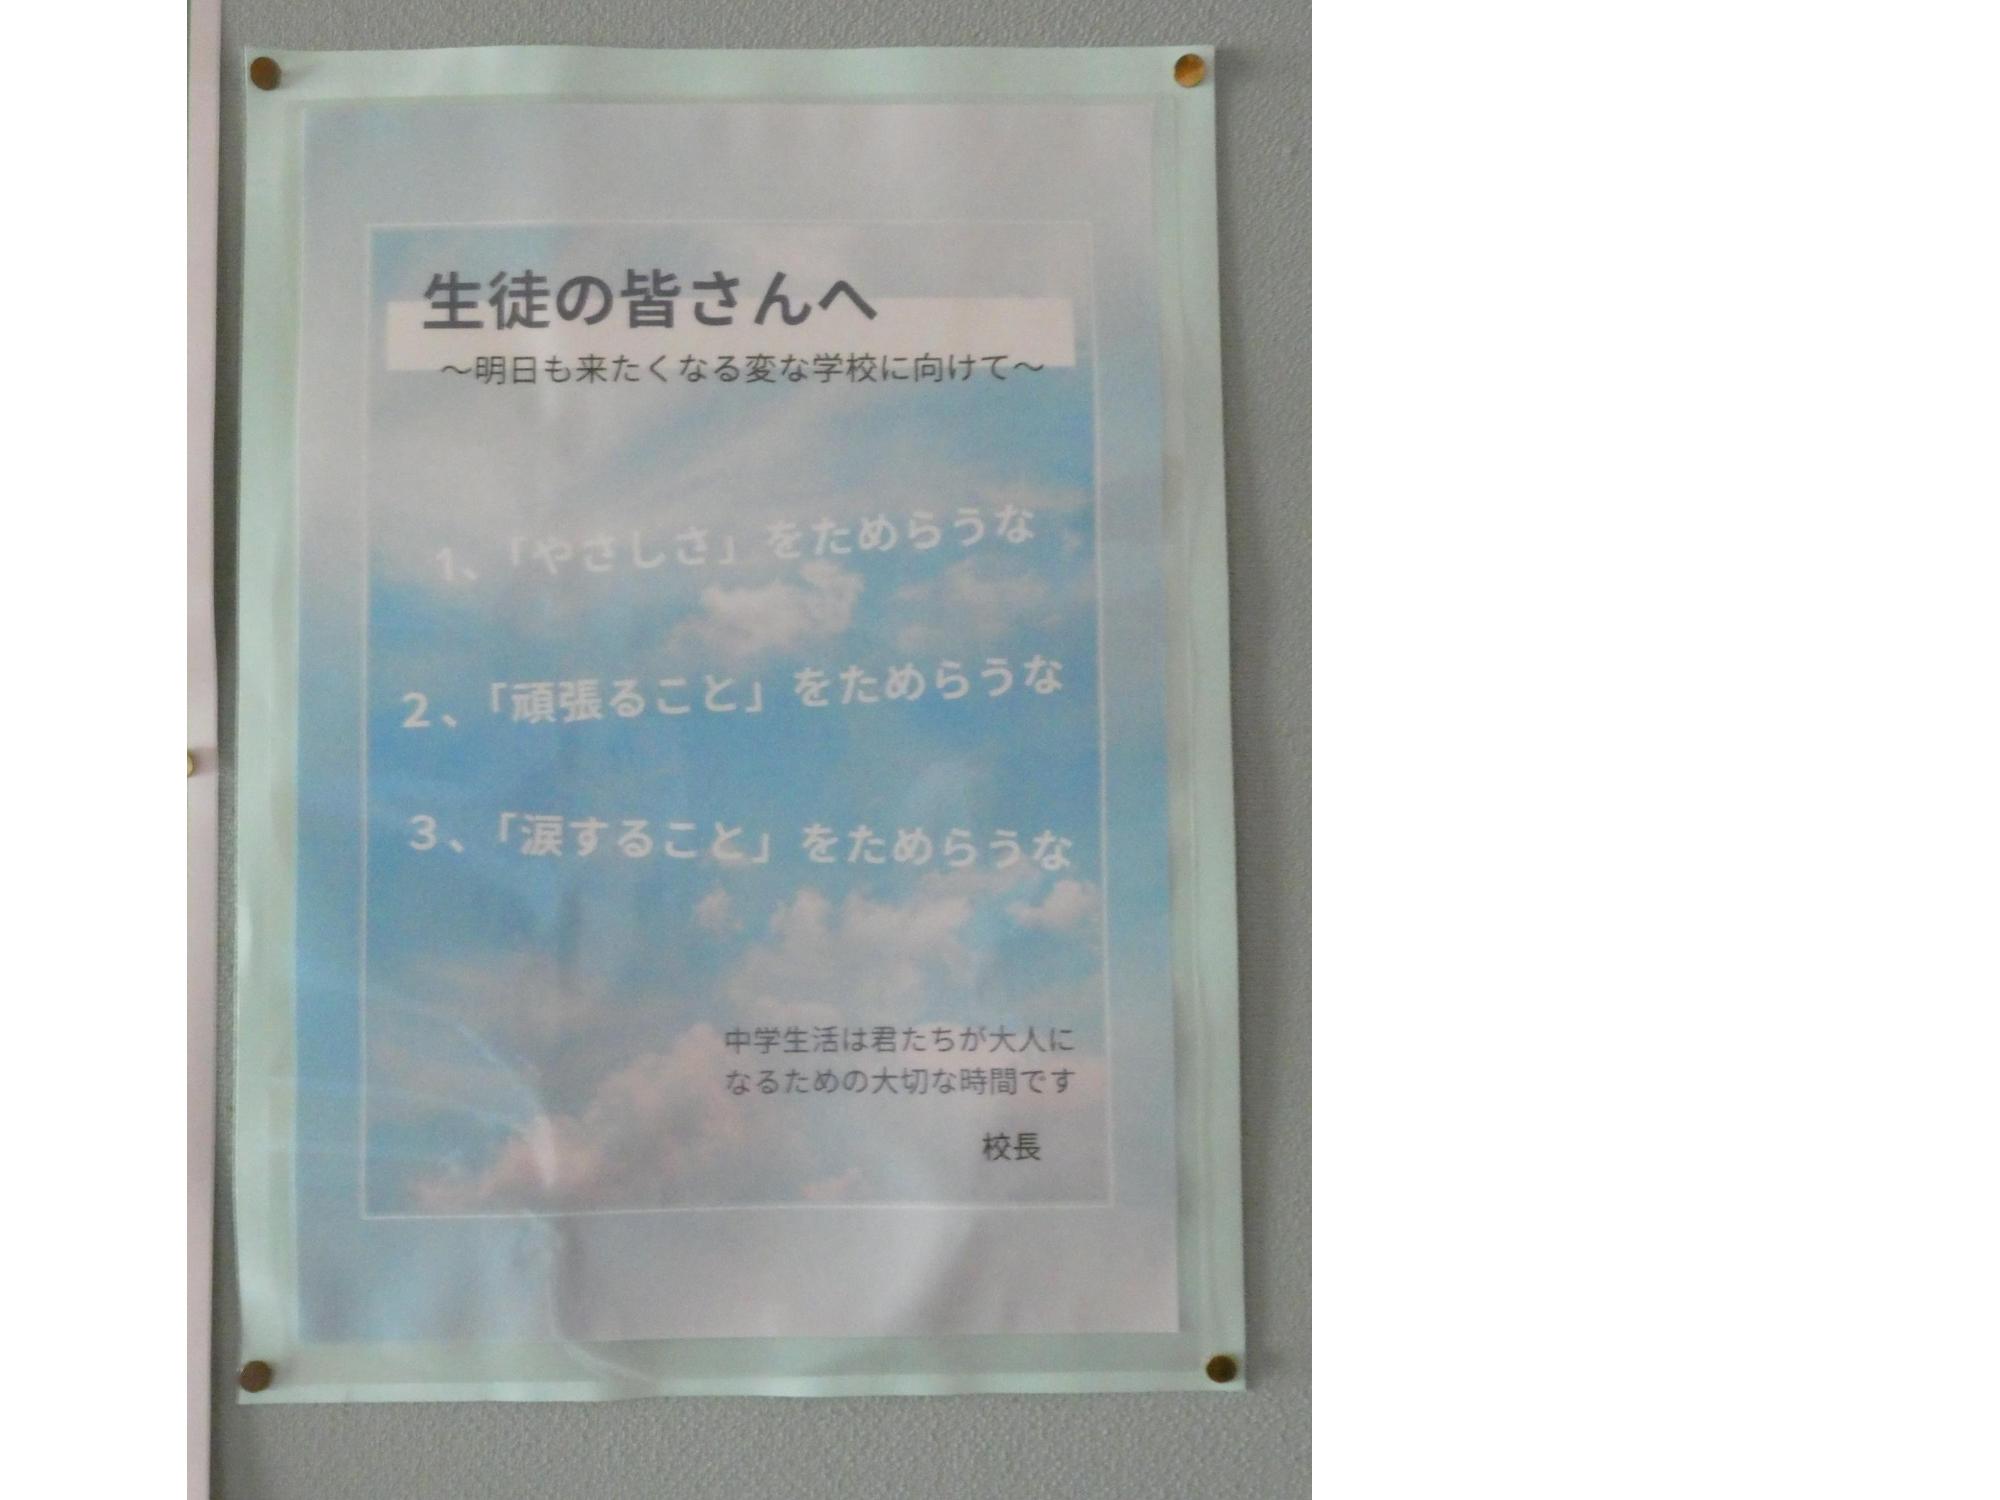 生徒の皆さんへ
～明日も来たくなる変な学校に向けて～
1、「やさしさ」をためらうな
2、「頑張ること」をためらうな
3、「涙すること」をためらうな
中学生活は君たちが大人に
なるための大切な時間です
校長